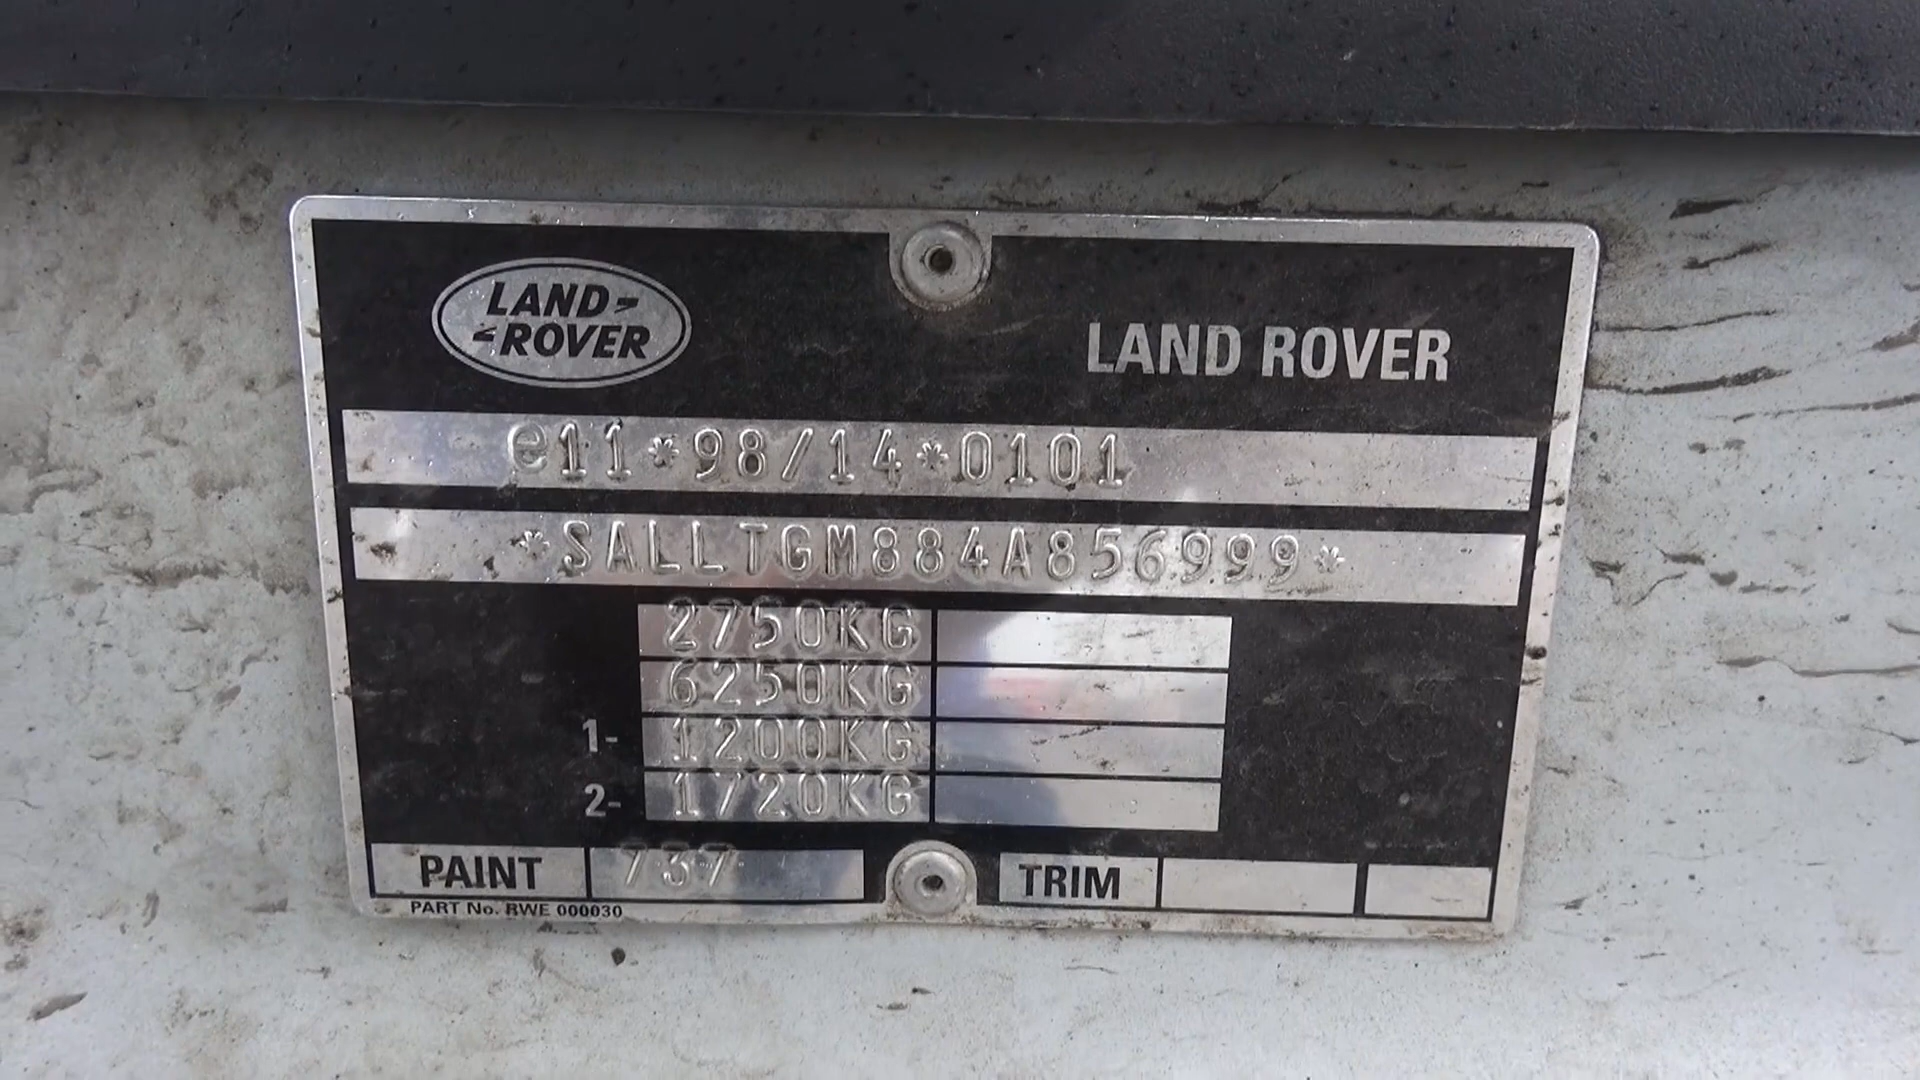 LAND
ROVER
LAND ROVER
e11*98/14*0101
*SALLTGM884A856999*
2750KG
6250KG
1- 1200KG
2- 1720KG
PAINT 737 TRIM
PART No. RWE 000030